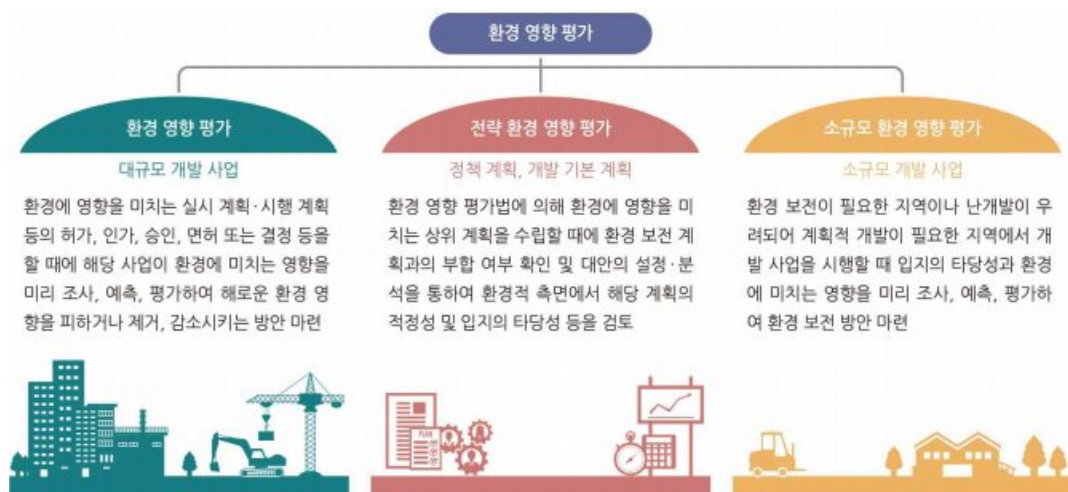 환경 영향 평가
환경 영향 평가
대규모 개발 사업
환경에 영향을 미치는 실시 계획·시행 계획
등의 허가, 인가, 승인, 면허 또는 결정 등을
할 때에 해당 사업이 환경에 미치는 영향을
미리 조사, 예측, 평가하여 해로운 환경 영
향을 피하거나 제거, 감소시키는 방안 마련
전략 환경 영향 평가
정책 계획, 개발 기본 계획
환경 영향 평가법에 의해 환경에 영향을 미
치는 상위 계획을 수립할 때에 환경 보전 계
획과의 부합 여부 확인 및 대안의 설정·분
석을 통하여 환경적 측면에서 해당 계획의
적정성 및 입지의 타당성 등을 검토
PLAN
소규모 환경 영향 평가
소규모 개발 사업
환경 보전이 필요한 지역이나 난개발이 우
려되어 계획적 개발이 필요한 지역에서 개
발 사업을 시행할 때 입지의 타당성과 환경
에 미치는 영향을 미리 조사, 예측, 평가하
여 환경 보전 방안 마련